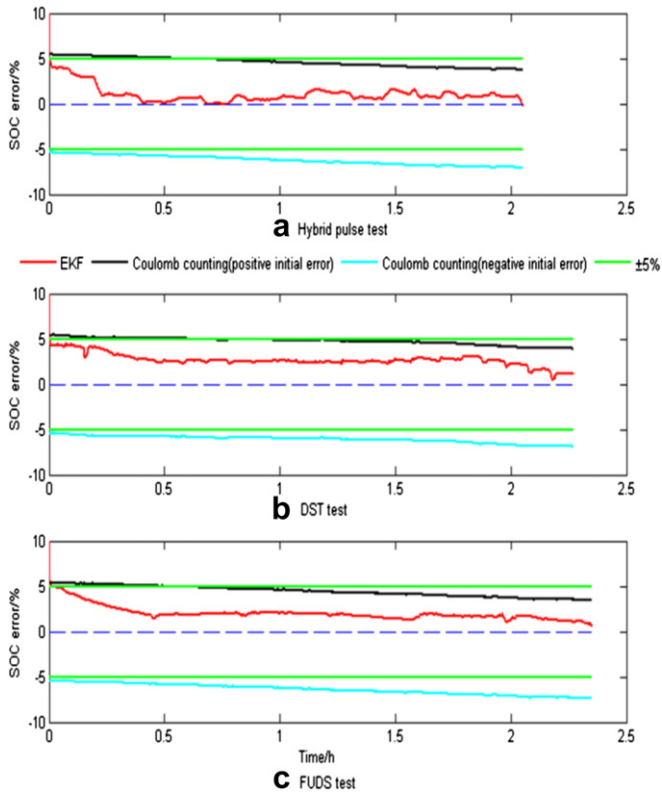 10
5
0
-5
-10
SOC error/%
0 0.5 1 1.5 2 2.5
a Hybrid pulse test
EKF Coulomb counting(positive initial error) Coulomb counting(negative initial error) ±5%
10
5
0
-5
-10
SOC error/%
0 0.5 1 1.5 2 2.5
b DST test
10
5
0
-5
-10
SOC error/%
0 0.5 1 1.5 2 2.5
Time/h
c FUDS test